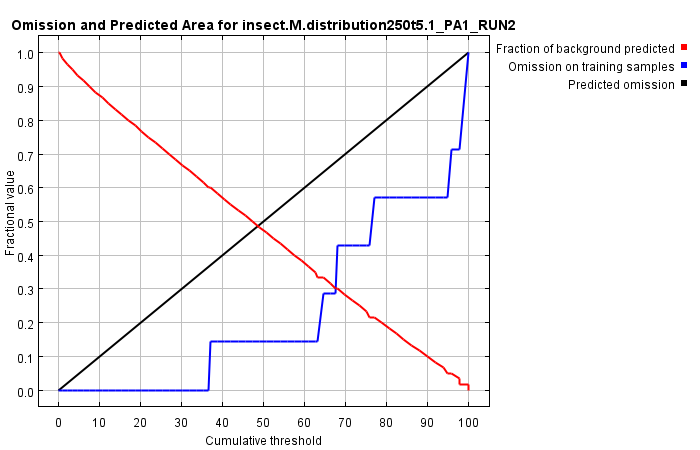 Omission and Predicted Area for insect.M.distribution250t5.1_PA1_RUN2
Fraction of background predicted
Omission on training samples
Predicted omission
Fractional value
1.0
0.9
0.8
0.7
0.6
0.5
0.4
0.3
0.2
0.1
0.0
0 10 20 30 40 50 60 70 80 90 100
Cumulative threshold